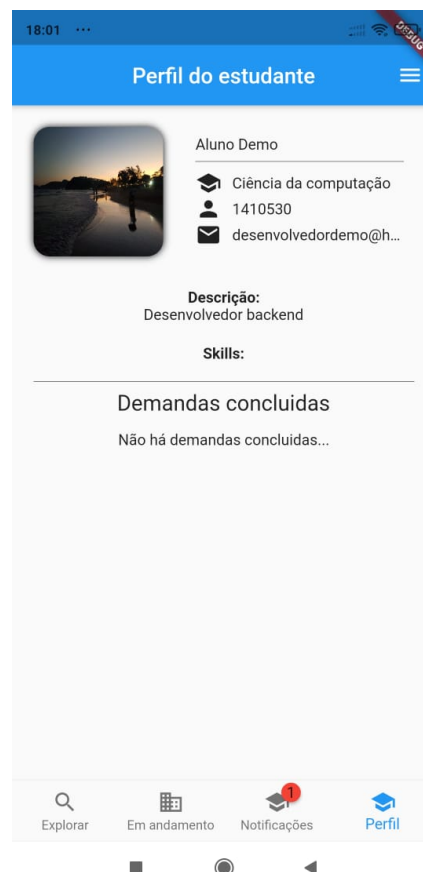 18:01 ...
DEBUG
Perfil do estudante
Aluno Demo
Ciência da computação
1410530
desenvolvedordemo@h...
Descrição:
Desenvolvedor backend
Skills:
Demandas concluidas
Não há demandas concluidas...
1
Explorar Em andamento Notificações Perfil